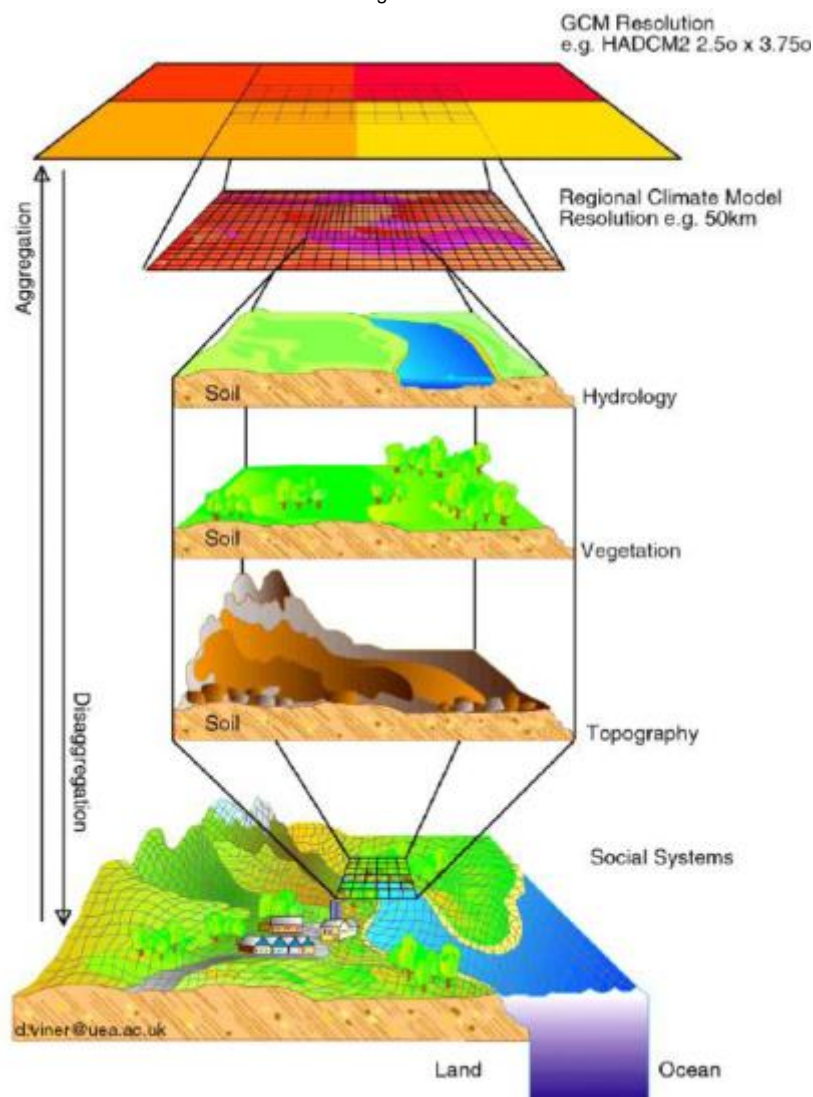 GCM Resolution
e.g. HADCM2 2.5o x 3.75o
Regional Climate Model
Resolution e.g. 50km
Aggregation
Soil
Hydrology
Soil
Vegetation
Disaggregation
Soil
Topography
Social Systems
d.viner@uea.ac.uk
Land
Ocean